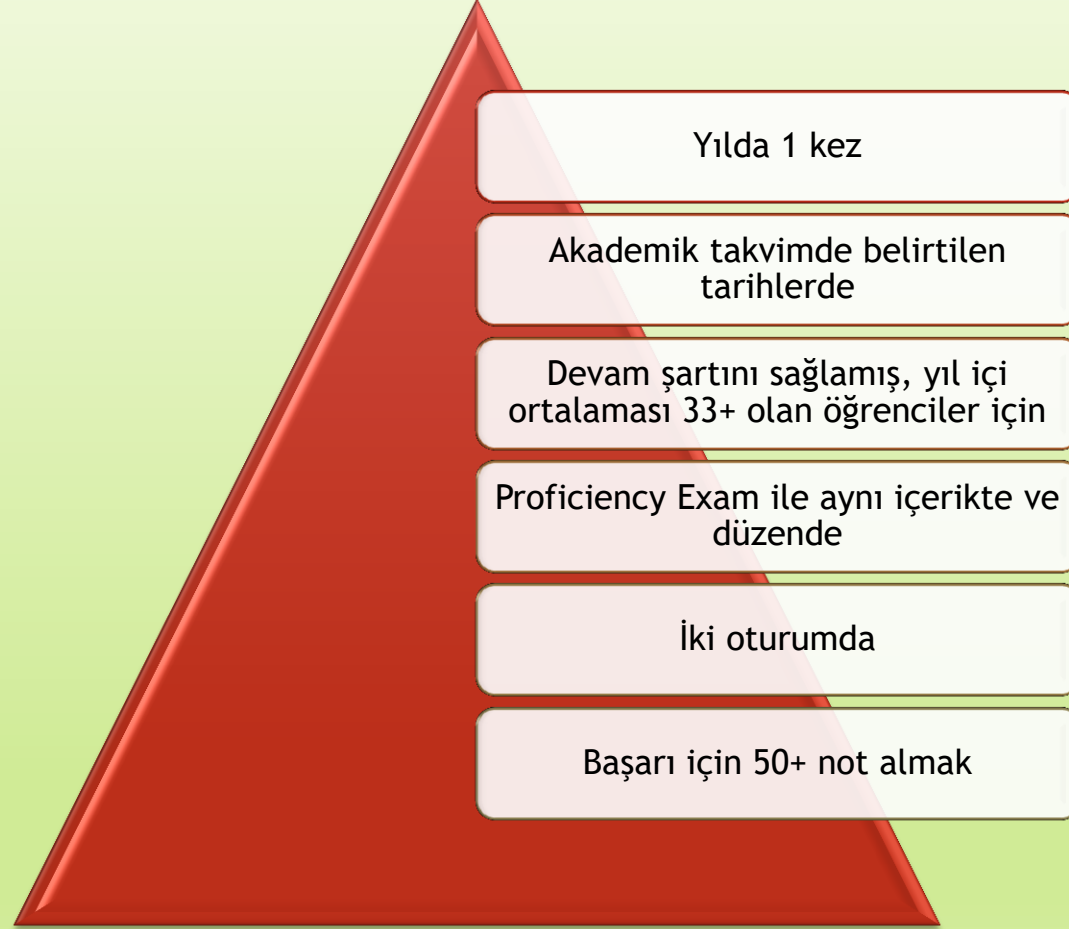 Yılda 1 kez
Akademik takvimde belirtilen
tarihlerde
Devam şartını sağlamış, yıl içi
ortalaması 33+ olan öğrenciler için
Proficiency Exam ile aynı içerikte ve
düzende
İki oturumda
Başarı için 50+ not almak